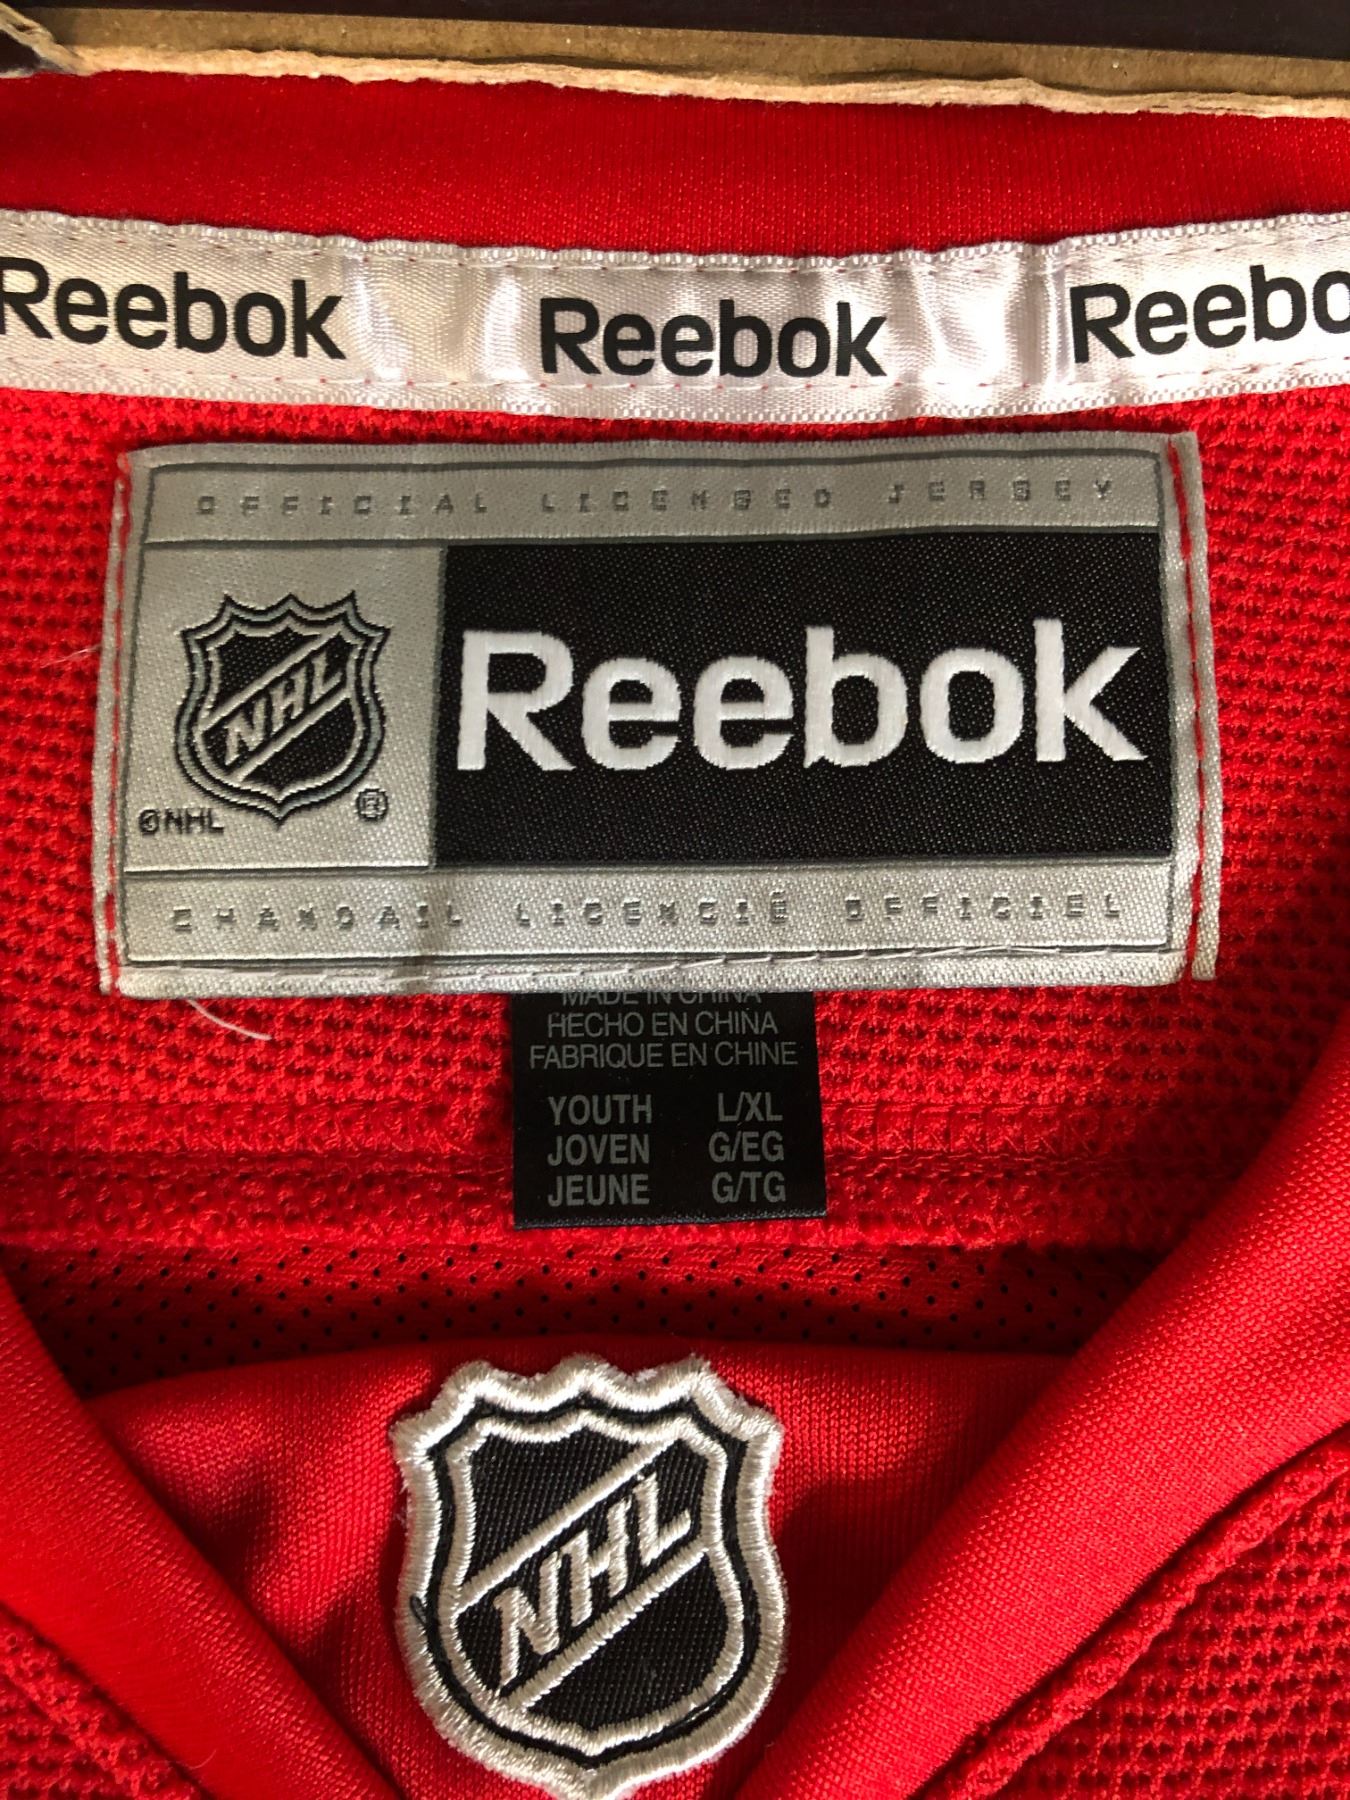 Reebok Reebok Reebo
OFFICIAL LICENSED JERSEY
NHL
®
©NHL
Reebok
CHANDAIL LICENCIÉ OFFICIEL
MADE IN CHINA
HECHO EN CHINA
FABRIQUE EN CHINE
YOUTH L/XL
JOVEN G/EG
JEUNE G/TG
NHL